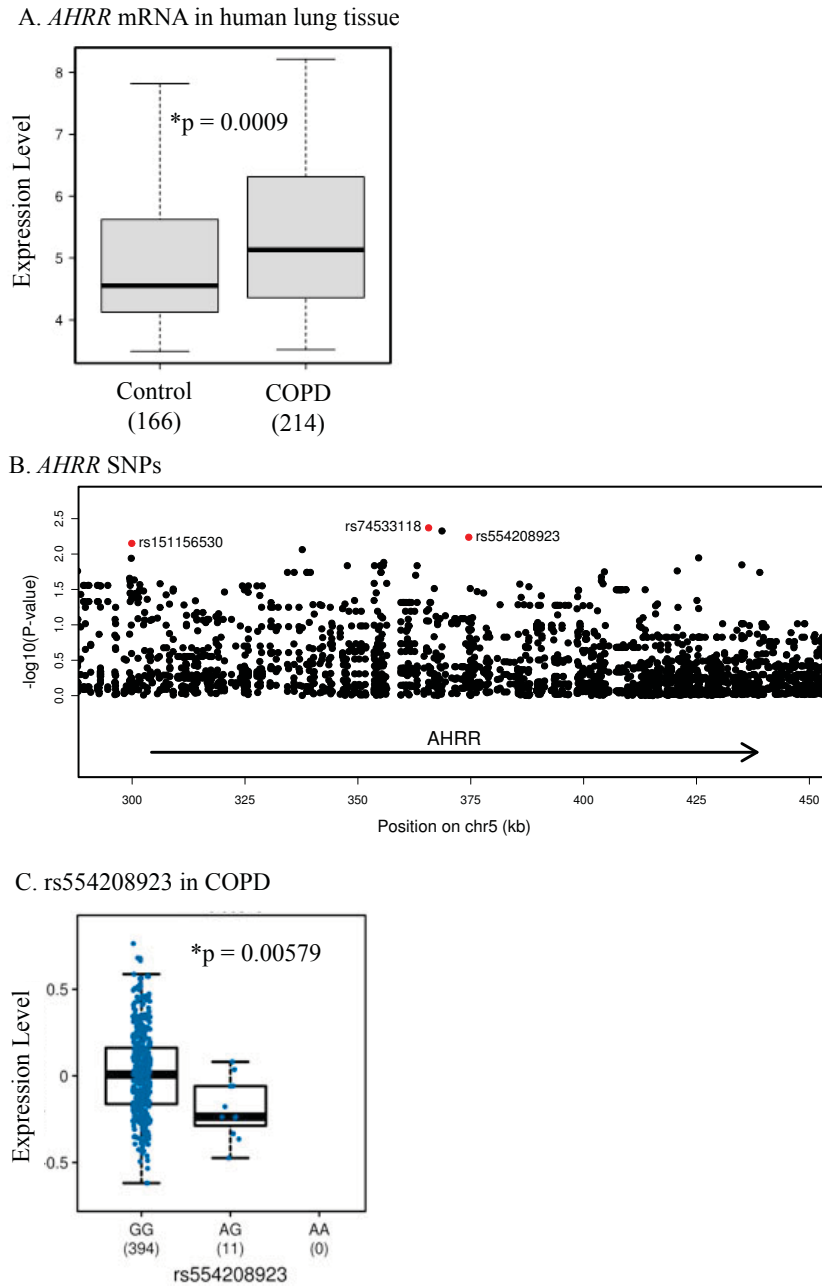 A. AHRR mRNA in human lung tissue
8
7
6
5
4
Expression Level
*p = 0.0009
Control
(166)
COPD
(214)
B. AHRR SNPs
2.5
2.0
1.5
1.0
0.5
0.0
-log10(P-value)
rs151156530
rs74533118
rs554208923
AHRR
300 325 350 375 400 425 450
Position on chr5 (kb)
C. rs554208923 in COPD
*p = 0.00579
0.5
0
-0.5
Expression Level
GG AG AA
(394) (11) (0)
rs554208923